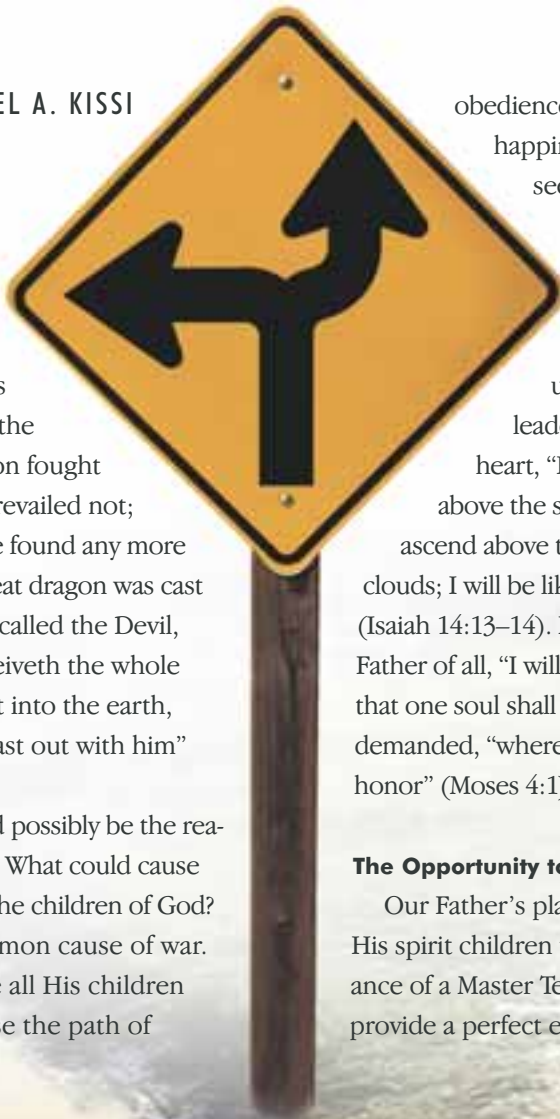 EL A. KISSI
s
the
on fought
revailed not;
e found any more
eat dragon was cast
called the Devil,
eiveth the whole
t into the earth,
ast out with him”
d possibly be the rea-
What could cause
he children of God?
mon cause of war.
e all His children
se the path of
obedience
happin
see
u
lead
heart, “I
above the s
ascend above t
clouds; I will be lik
(Isaiah 14:13–14).
Father of all, “I will
that one soul shall
demanded, “where
honor” (Moses 4:1
The Opportunity to
Our Father’s pla
His spirit children
ance of a Master Te
provide a perfect e